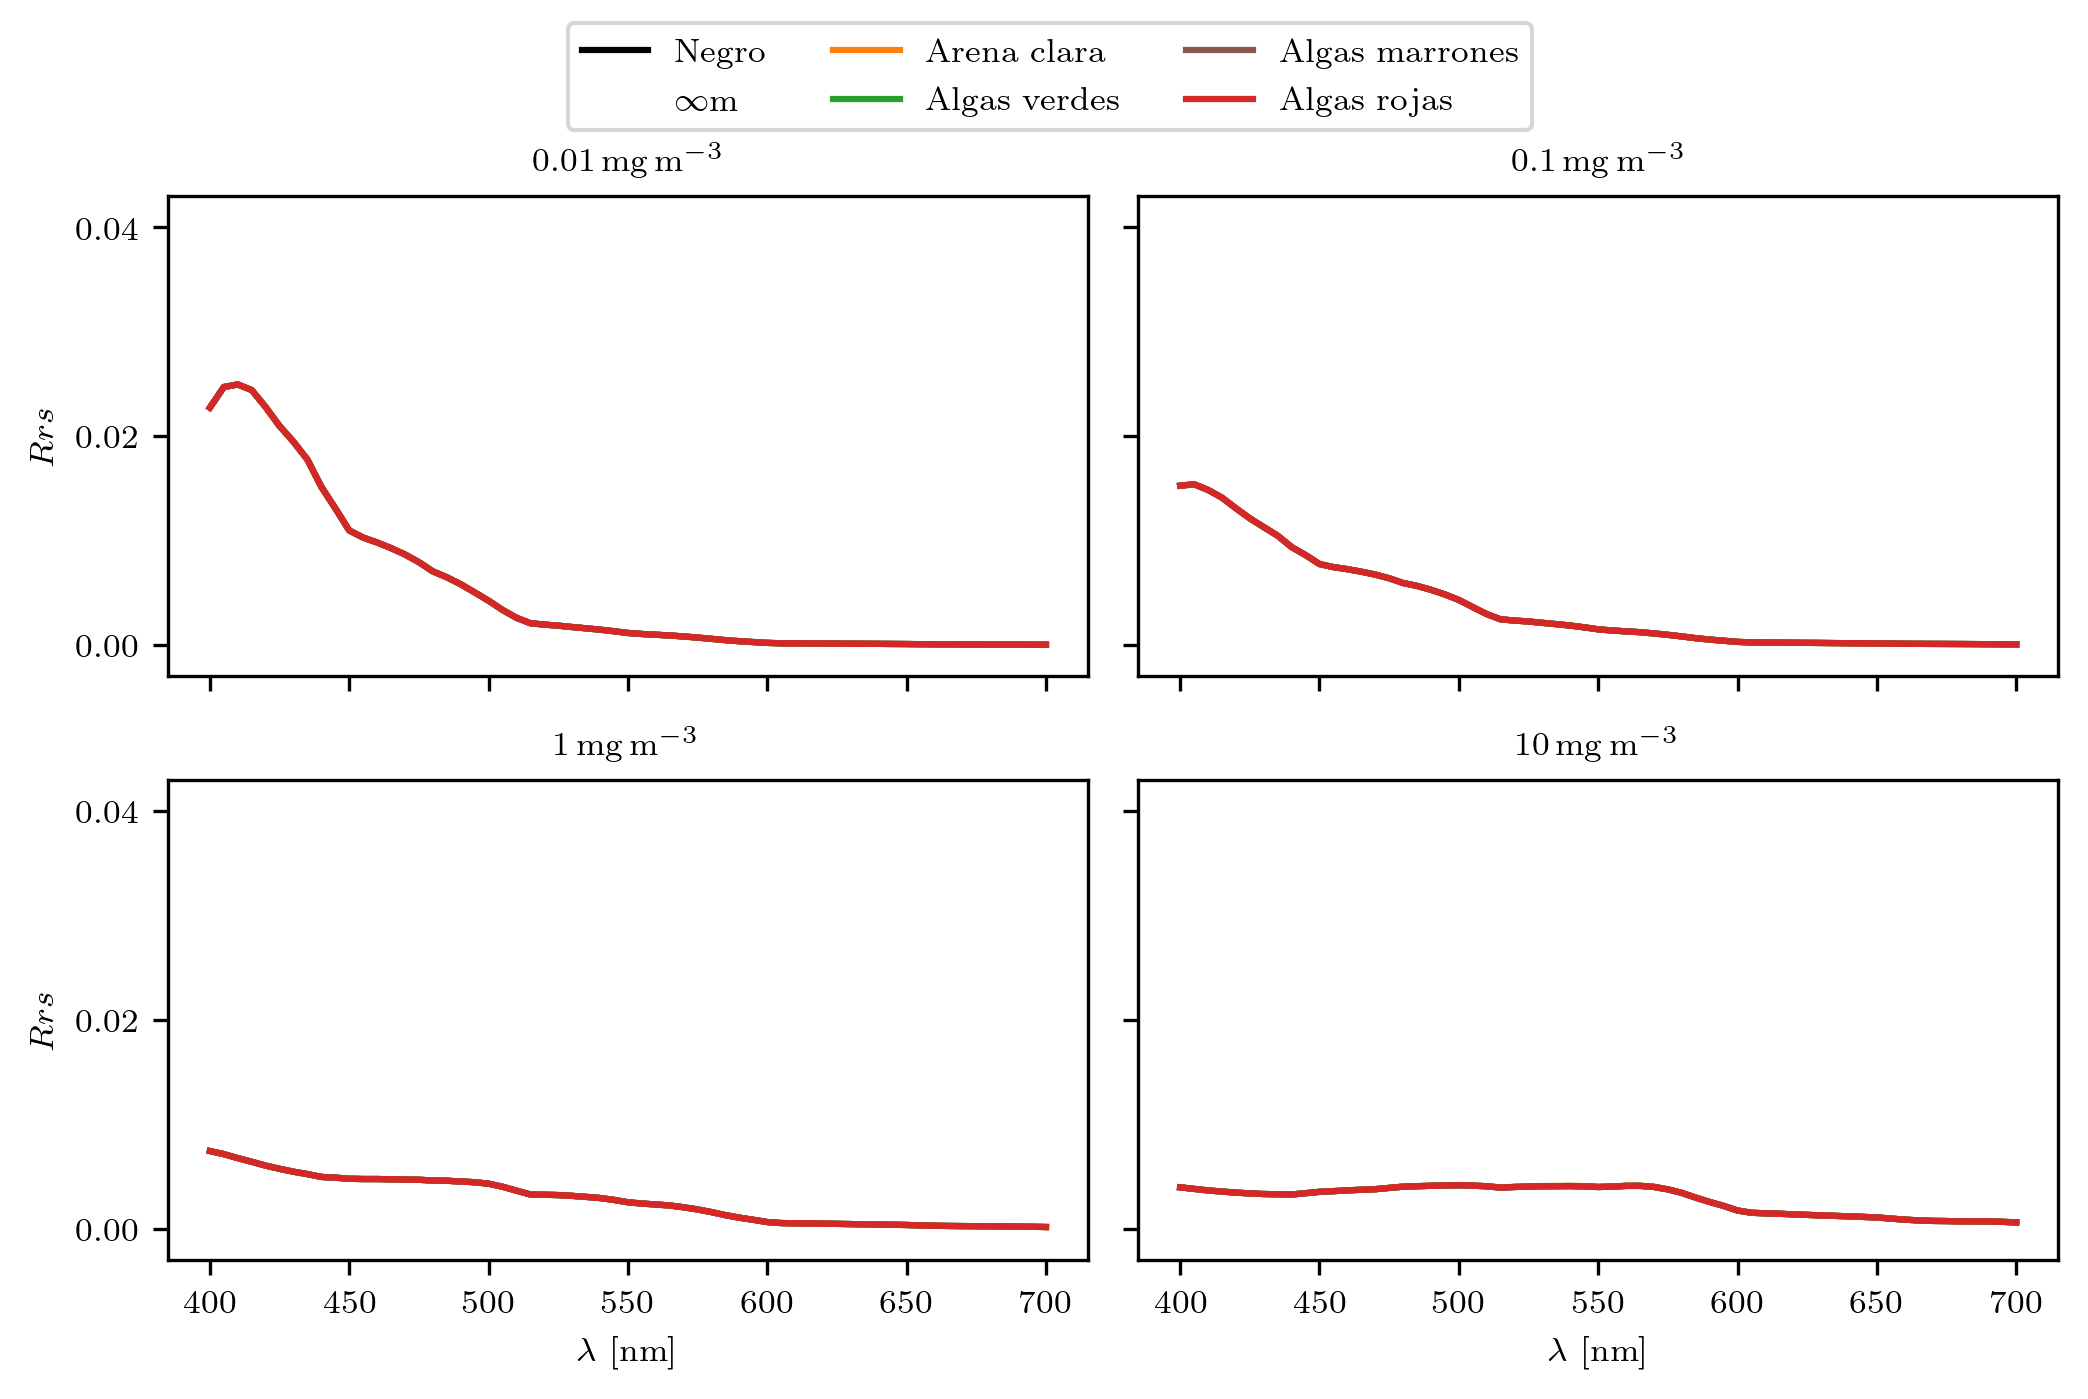 Negro Arena clara Algas marrones
∞m Algas verdes Algas rojas
0.01 mg m⁻³ 0.1 mg m⁻³
0.04
0.02
0.00
Rrs
1 mg m⁻³ 10 mg m⁻³
0.04
0.02
0.00
Rrs
400 450 500 550 600 650 700 400 450 500 550 600 650 700
λ [nm] λ [nm]